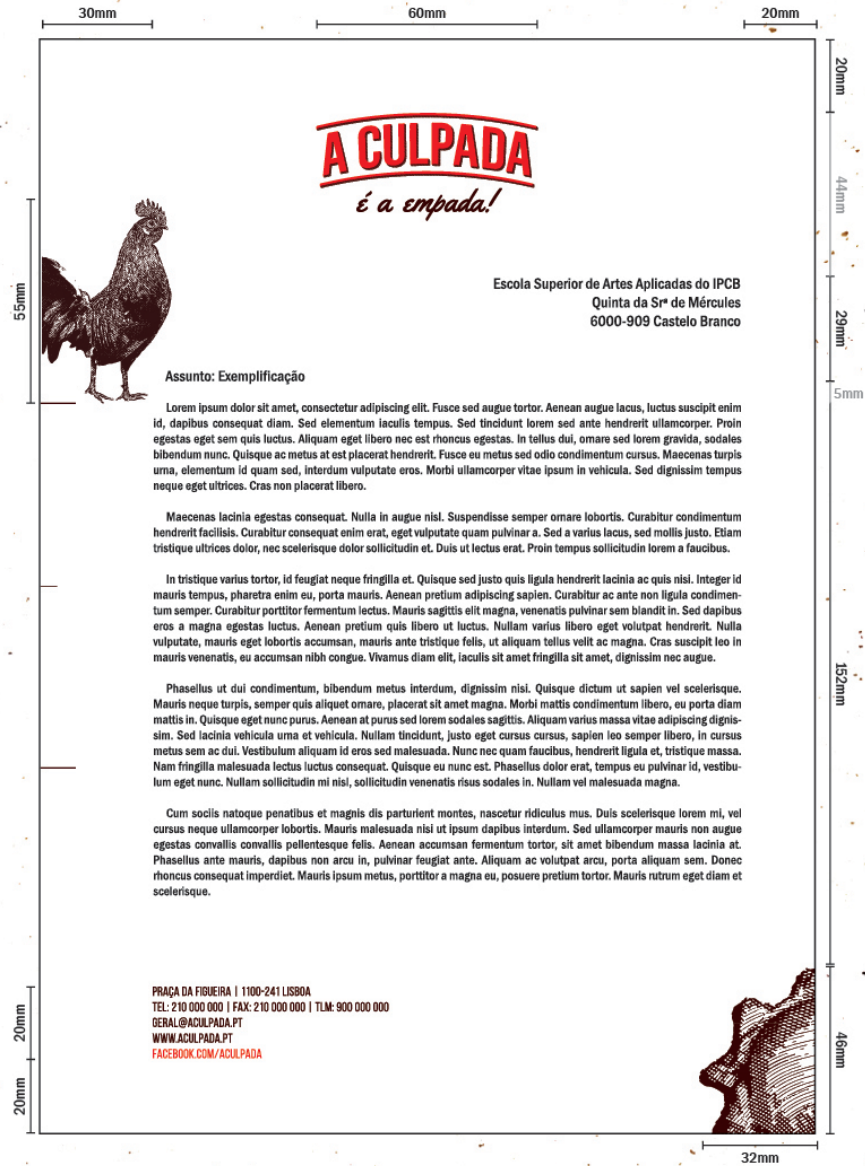 30mm
60mm
20mm
20mm
A CULPADA
é a empada!
44mm
55mm
Escola Superior de Artes Aplicadas do IPCB
Quinta da Srª de Mércules
6000-909 Castelo Branco
29mm
Assunto: Exemplificação
5mm
Lorem ipsum dolor sit amet, consectetur adipiscing elit. Fusce sed augue tortor. Aenean augue lacus, luctus suscipit enim
id, dapibus consequat diam. Sed elementum iaculis tempus. Sed tincidunt lorem sed ante hendrerit ullamcorper. Proin
egestas eget sem quis luctus. Aliquam eget libero nec est rhoncus egestas. In tellus dui, ornare sed lorem gravida, sodales
bibendum nunc. Quisque ac metus at est placerat hendrerit. Fusce eu metus sed odio condimentum cursus. Maecenas turpis
urna, elementum id quam sed, interdum vulputate eros. Morbi ullamcorper vitae ipsum in vehicula. Sed dignissim tempus
neque eget ultrices. Cras non placerat libero.
Maecenas lacinia egestas consequat. Nulla in augue nisl. Suspendisse semper ornare lobortis. Curabitur condimentum
hendrerit facilisis. Curabitur consequat enim erat, eget vulputate quam pulvinar a. Sed a varius lacus, sed mollis justo. Etiam
tristique ultrices dolor, nec scelerisque dolor sollicitudin et. Duis ut lectus erat. Proin tempus sollicitudin lorem a faucibus.
In tristique varius tortor, id feugiat neque fringilla et. Quisque sed justo quis ligula hendrerit lacinia ac quis nisi. Integer id
mauris tempus, pharetra enim eu, porta mauris. Aenean pretium adipiscing sapien. Curabitur ac ante non ligula condimen-
tum semper. Curabitur porttitor fermentum lectus. Mauris sagittis elit magna, venenatis pulvinar sem blandit in. Sed dapibus
eros a magna egestas luctus. Aenean pretium quis libero ut luctus. Nullam varius libero eget volutpat hendrerit. Nulla
vulputate, mauris eget lobortis accumsan, mauris ante tristique felis, ut aliquam tellus velit ac magna. Cras suscipit leo in
mauris venenatis, eu accumsan nibh congue. Vivamus diam elit, iaculis sit amet fringilla sit amet, dignissim nec augue.
152mm
Phasellus ut dui condimentum, bibendum metus interdum, dignissim nisi. Quisque dictum ut sapien vel scelerisque.
Mauris neque turpis, semper quis aliquet ornare, placerat sit amet magna. Morbi mattis condimentum libero, eu porta diam
mattis in. Quisque eget nunc purus. Aenean at purus sed lorem sodales sagittis. Aliquam varius massa vitae adipiscing dignis-
sim. Sed lacinia vehicula urna et vehicula. Nullam tincidunt, justo eget cursus cursus, sapien leo semper libero, in cursus
metus sem ac dui. Vestibulum aliquam id eros sed malesuada. Nunc nec quam faucibus, hendrerit ligula et, tristique massa.
Nam fringilla malesuada lectus luctus consequat. Quisque eu nunc est. Phasellus dolor erat, tempus eu pulvinar id, vestibu-
lum eget nunc. Nullam sollicitudin mi nisl, sollicitudin venenatis risus sodales in. Nullam vel malesuada magna.
Cum sociis natoque penatibus et magnis dis parturient montes, nascetur ridiculus mus. Duis scelerisque lorem mi, vel
cursus neque ullamcorper lobortis. Mauris malesuada nisi ut ipsum dapibus interdum. Sed ullamcorper mauris non augue
egestas convallis convallis pellentesque felis. Aenean accumsan fermentum tortor, sit amet bibendum massa lacinia at.
Phasellus ante mauris, dapibus non arcu in, pulvinar feugiat ante. Aliquam ac volutpat arcu, porta aliquam sem. Donec
rhoncus consequat imperdiet. Mauris ipsum metus, porttitor a magna eu, posuere pretium tortor. Mauris rutrum eget diam et
scelerisque.
PRAÇA DA FIGUEIRA | 1100-241 LISBOA
TEL: 210 000 000 | FAX: 210 000 000 | TLM: 900 000 000
GERAL@ACULPADA.PT
WWW.ACULPADA.PT
FACEBOOK.COM/ACULPADA
20mm
20mm
46mm
32mm